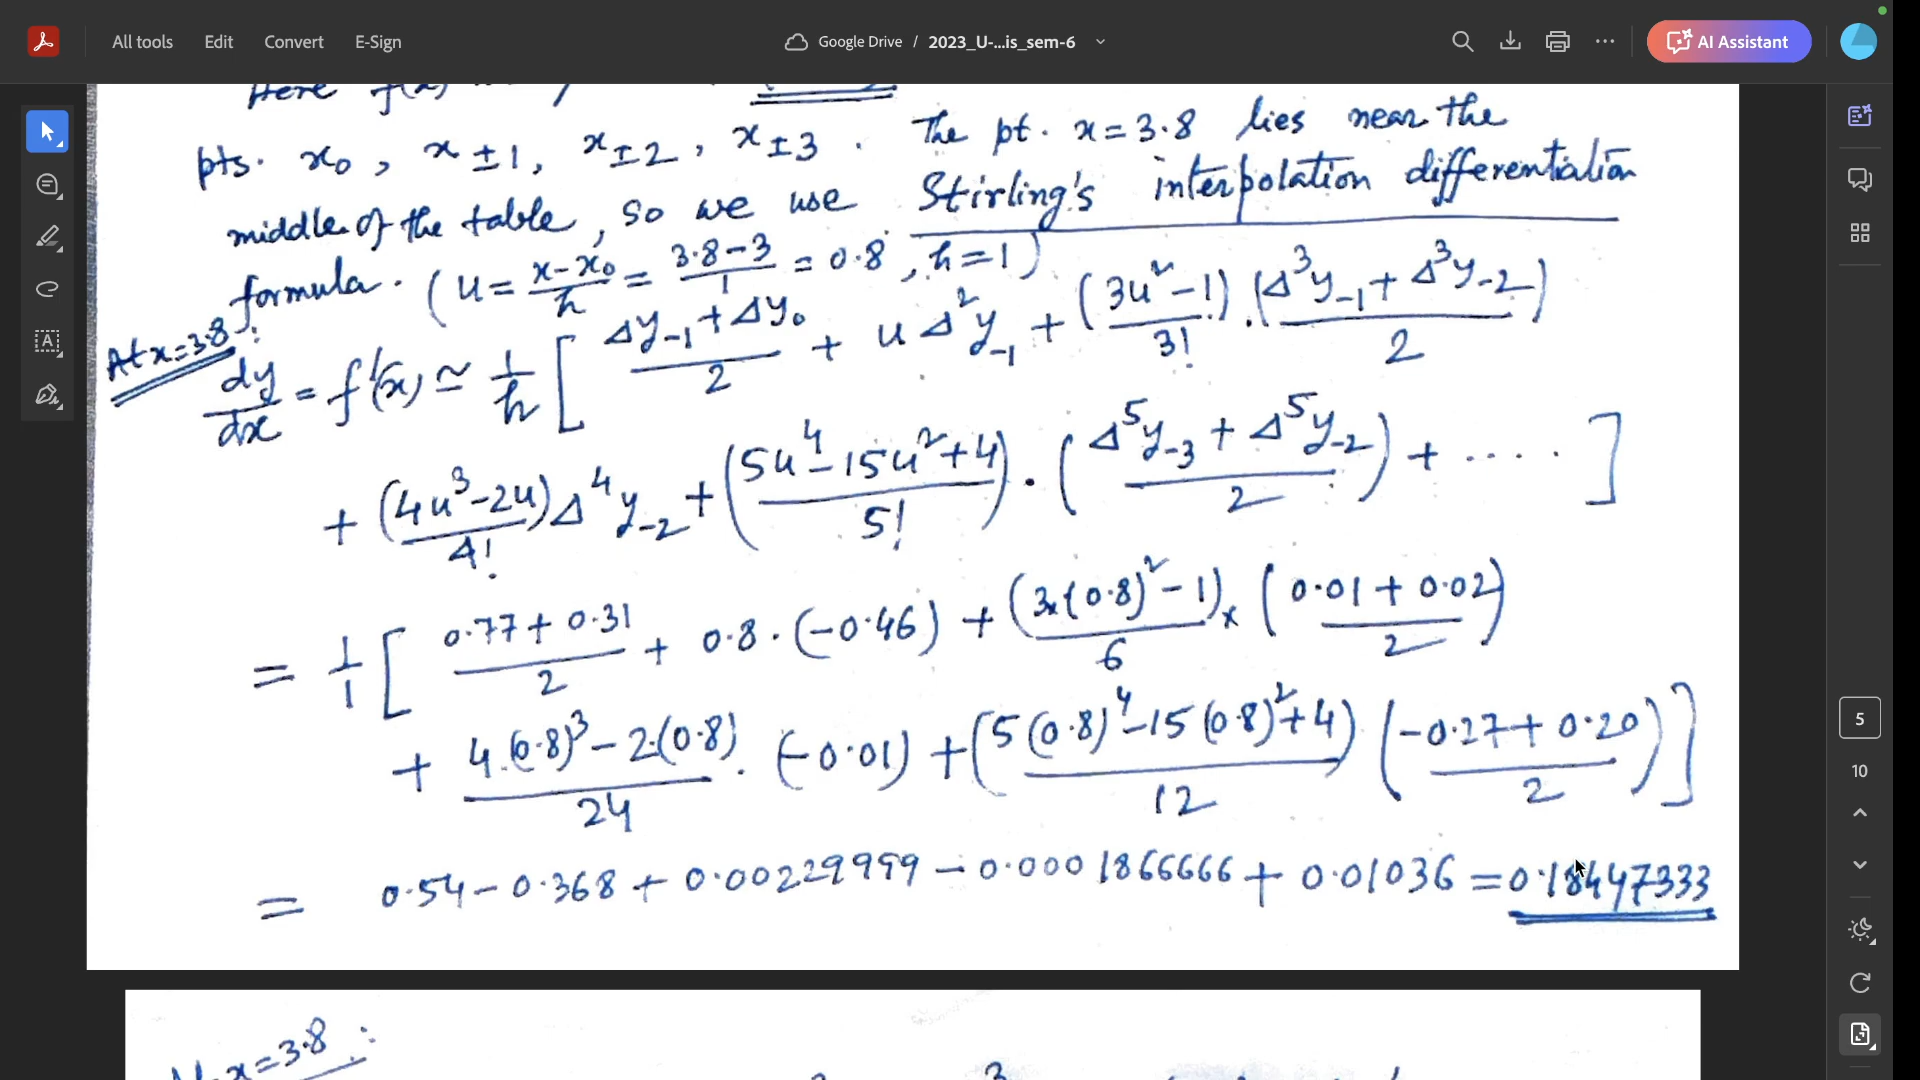 All tools Edit Convert E-Sign
Google Drive / 2023_U-...is_sem-6
AI Assistant
Here f(x)
pts. x₀, x±1, x±2, x±3. The pt. x=3.8 lies near the
middle of the table, so we use Stirling's interpolation differentiation
formula. (u = (x-x₀)/h = (3.8-3)/1 = 0.8, h=1)
At x=3.8:
dy/dx = f'(x) ≃ 1/h [ (Δy₋₁ + Δy₀)/2 + u Δ²y₋₁ + (3u²-1)/3! . (Δ³y₋₁ + Δ³y₋₂)/2
+ (4u³-2u)/4! Δ⁴y₋₂ + (5u⁴-15u²+4)/5! . (Δ⁵y₋₃ + Δ⁵y₋₂)/2 + ..... ]
= 1/1 [ (0.77+0.31)/2 + 0.8.(-0.46) + (3x(0.8)²-1)/6 x (0.01+0.02)/2
+ (4.(0.8)³-2.(0.8))/24 . (-0.01) + (5(0.8)⁴-15(0.8)²+4)/12 (-0.27+0.20)/2 ]
= 0.54-0.368+0.00229999-0.0001866666+0.01036=0.18447333
x=3.8:
5
10